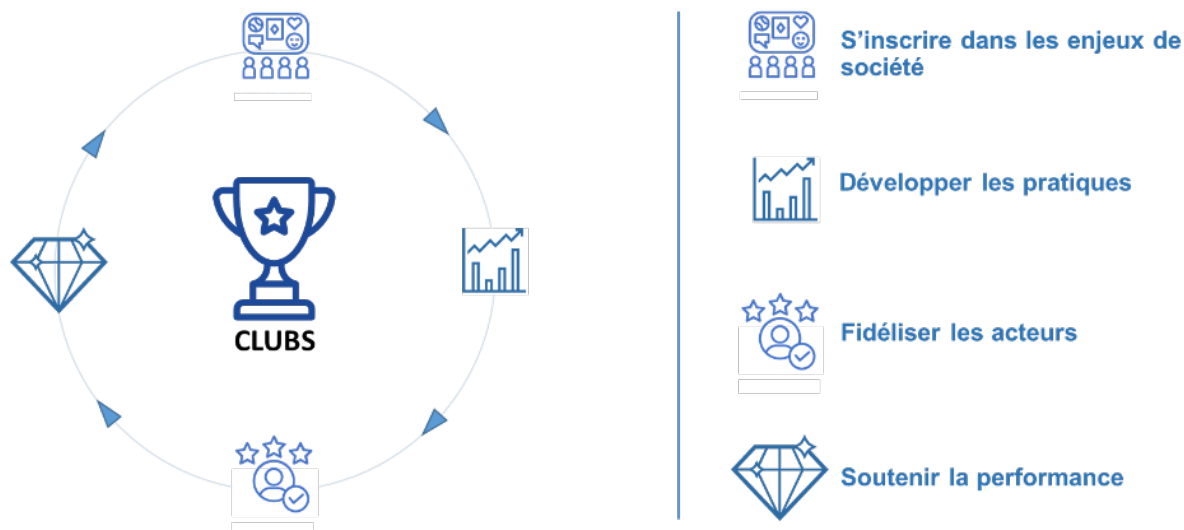 CLUBS
S'inscrire dans les enjeux de
société
Développer les pratiques
Fidéliser les acteurs
Soutenir la performance